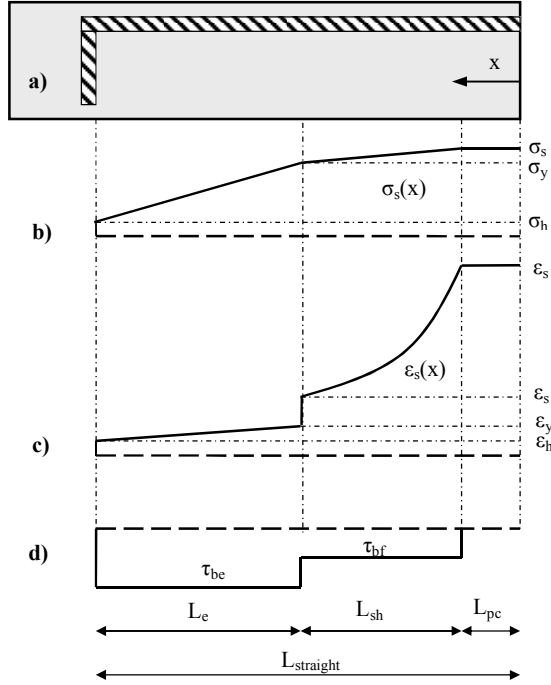 a)
x
σs
σy
σs(x)
σh
b)
εs
εs(x)
εs
εy
εh
c)
d)
τbe
τbf
Le
Lsh
Lpc
Lstraight